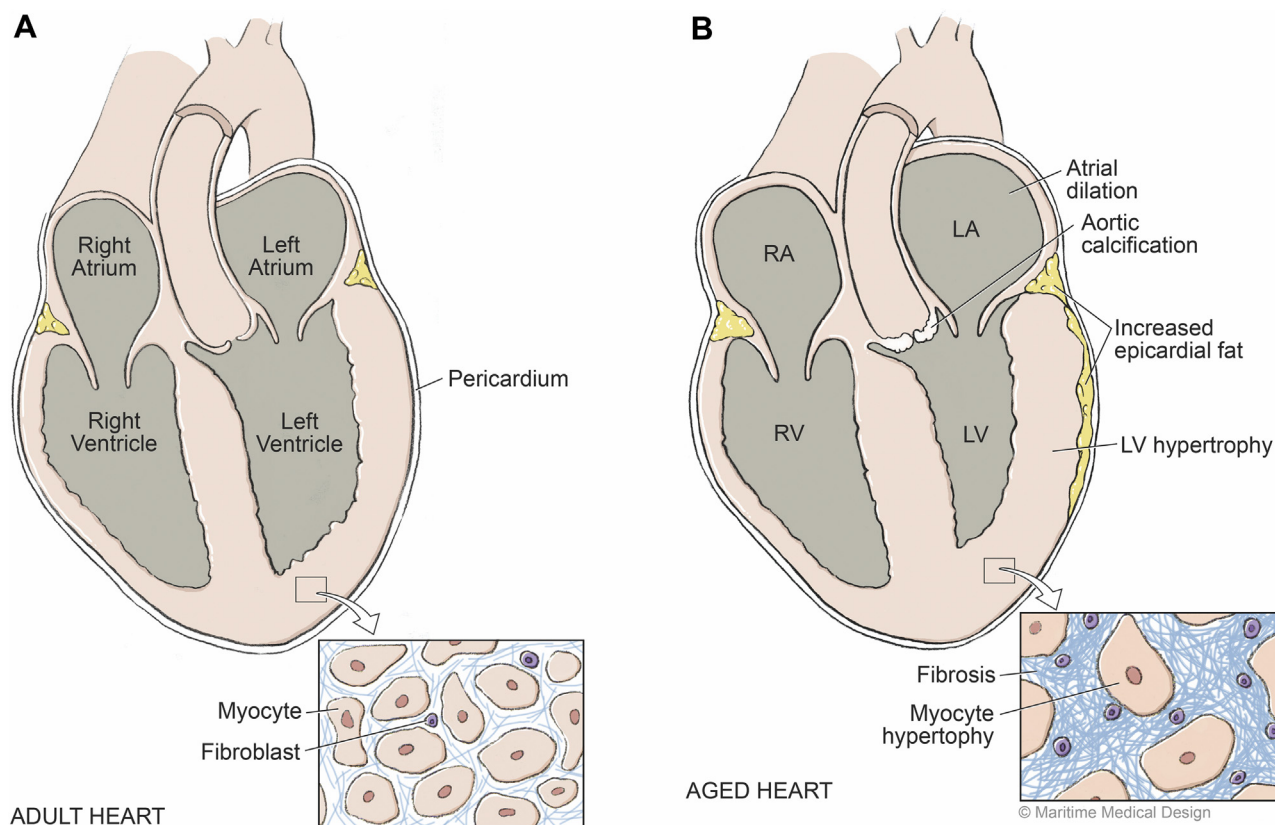 A
Right
Atrium
Left
Atrium
Pericardium
Right
Ventricle
Left
Ventricle
Myocyte
Fibroblast
ADULT HEART
B
Atrial
dilation
LA
Aortic
calcification
RA
Increased
epicardial fat
RV
LV
LV hypertrophy
Fibrosis
Myocyte
hypertophy
AGED HEART
© Maritime Medical Design